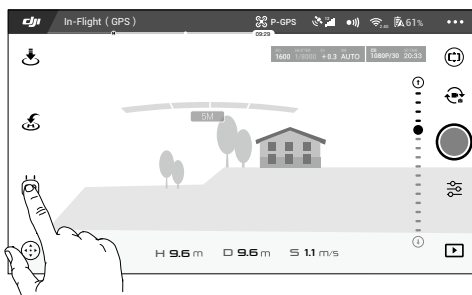 dji In-Flight ( GPS ) P-GPS 61%
09:29
1600 1/8000 +0.3 AUTO 1080P/30 20:33
5M
H 9.6 m D 9.6 m S 1.1 m/s